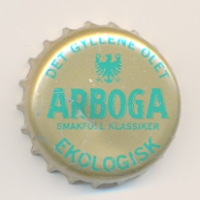 DET GYLLENE ÖLET
ARBOGA
SMAKFULL KLASSIKER
EKOLOGISK